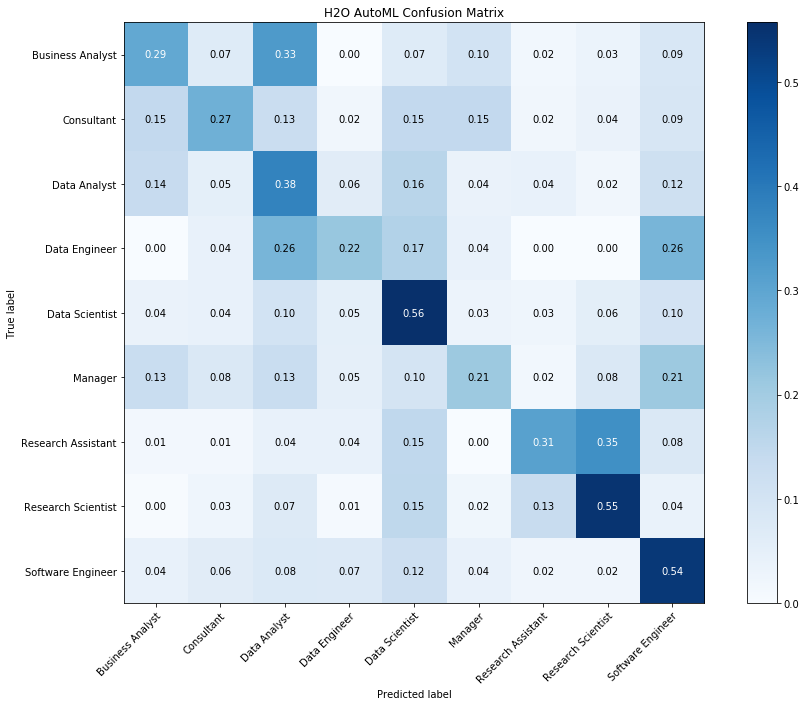 H2O AutoML Confusion Matrix
Business Analyst 0.29 0.07 0.33 0.00 0.07 0.10 0.02 0.03 0.09
Consultant 0.15 0.27 0.13 0.02 0.15 0.15 0.02 0.04 0.09
Data Analyst 0.14 0.05 0.38 0.06 0.16 0.04 0.04 0.02 0.12
Data Engineer 0.00 0.04 0.26 0.22 0.17 0.04 0.00 0.00 0.26
Data Scientist 0.04 0.04 0.10 0.05 0.56 0.03 0.03 0.06 0.10
Manager 0.13 0.08 0.13 0.05 0.10 0.21 0.02 0.08 0.21
Research Assistant 0.01 0.01 0.04 0.04 0.15 0.00 0.31 0.35 0.08
Research Scientist 0.00 0.03 0.07 0.01 0.15 0.02 0.13 0.55 0.04
Software Engineer 0.04 0.06 0.08 0.07 0.12 0.04 0.02 0.02 0.54
True label
Business Analyst
Consultant
Data Analyst
Data Engineer
Data Scientist
Manager
Research Assistant
Research Scientist
Software Engineer
Predicted label
0.5
0.4
0.3
0.2
0.1
0.0